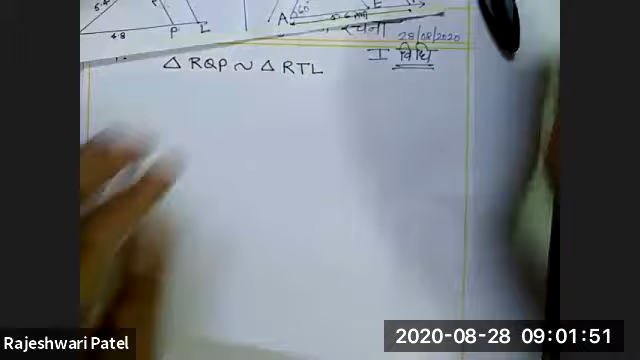 5.4
4.8 P L
A 60° 5.6 सेमी E
रचना 28/08/2020
I विधि
△ RQP ~ △ RTL
Rajeshwari Patel
2020-08-28 09:01:51